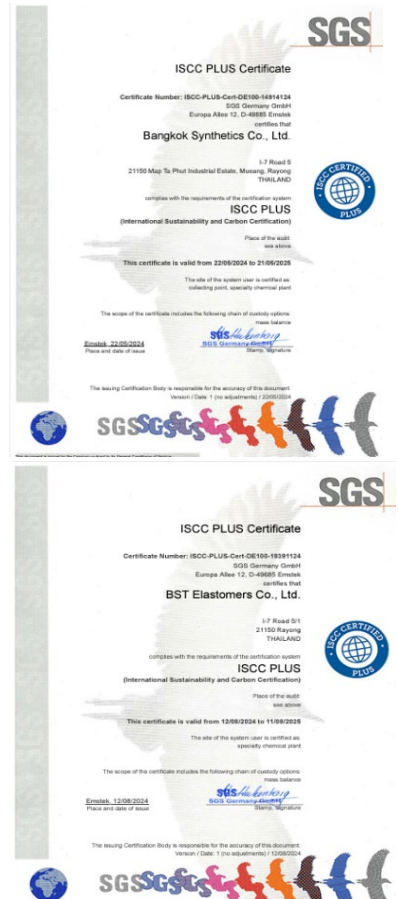 SGS
ISCC PLUS Certificate
Certificate Number: ISCC-PLUS-Cert-DE100-14814124
SGS Germany GmbH
Europa Allee 12, D-49685 Emstek
certifies that
Bangkok Synthetics Co., Ltd.
I-7 Road 5
21150 Map Ta Phut Industrial Estate, Mueang, Rayong
THAILAND
ISCC CERTIFIED
PLUS
complies with the requirements of the certification system
ISCC PLUS
(International Sustainability and Carbon Certification)
Place of the audit:
see above
This certificate is valid from 22/05/2024 to 21/05/2025
The site of the system user is certified as:
collecting point, specialty chemical plant
The scope of the certificate includes the following chain of custody options:
mass balance
Emstek, 22/05/2024
Place and date of issue
SGS
SGS Germany GmbH
Stamp, Signature
The issuing Certification Body is responsible for the accuracy of this document.
Version / Date: 1 (no adjustments) / 22/05/2024
SGSSGSSGS
SGS
ISCC PLUS Certificate
Certificate Number: ISCC-PLUS-Cert-DE100-19391124
SGS Germany GmbH
Europa Allee 12, D-49685 Emstek
certifies that
BST Elastomers Co., Ltd.
I-7 Road 5/1
21150 Rayong
THAILAND
ISCC CERTIFIED
PLUS
complies with the requirements of the certification system
ISCC PLUS
(International Sustainability and Carbon Certification)
Place of the audit:
see above
This certificate is valid from 12/08/2024 to 11/08/2025
The site of the system user is certified as:
specialty chemical plant
The scope of the certificate includes the following chain of custody options:
mass balance
Emstek, 12/08/2024
Place and date of issue
SGS
SGS Germany GmbH
Stamp, Signature
The issuing Certification Body is responsible for the accuracy of this document.
Version / Date: 1 (no adjustments) / 12/08/2024
SGSSGSSGS